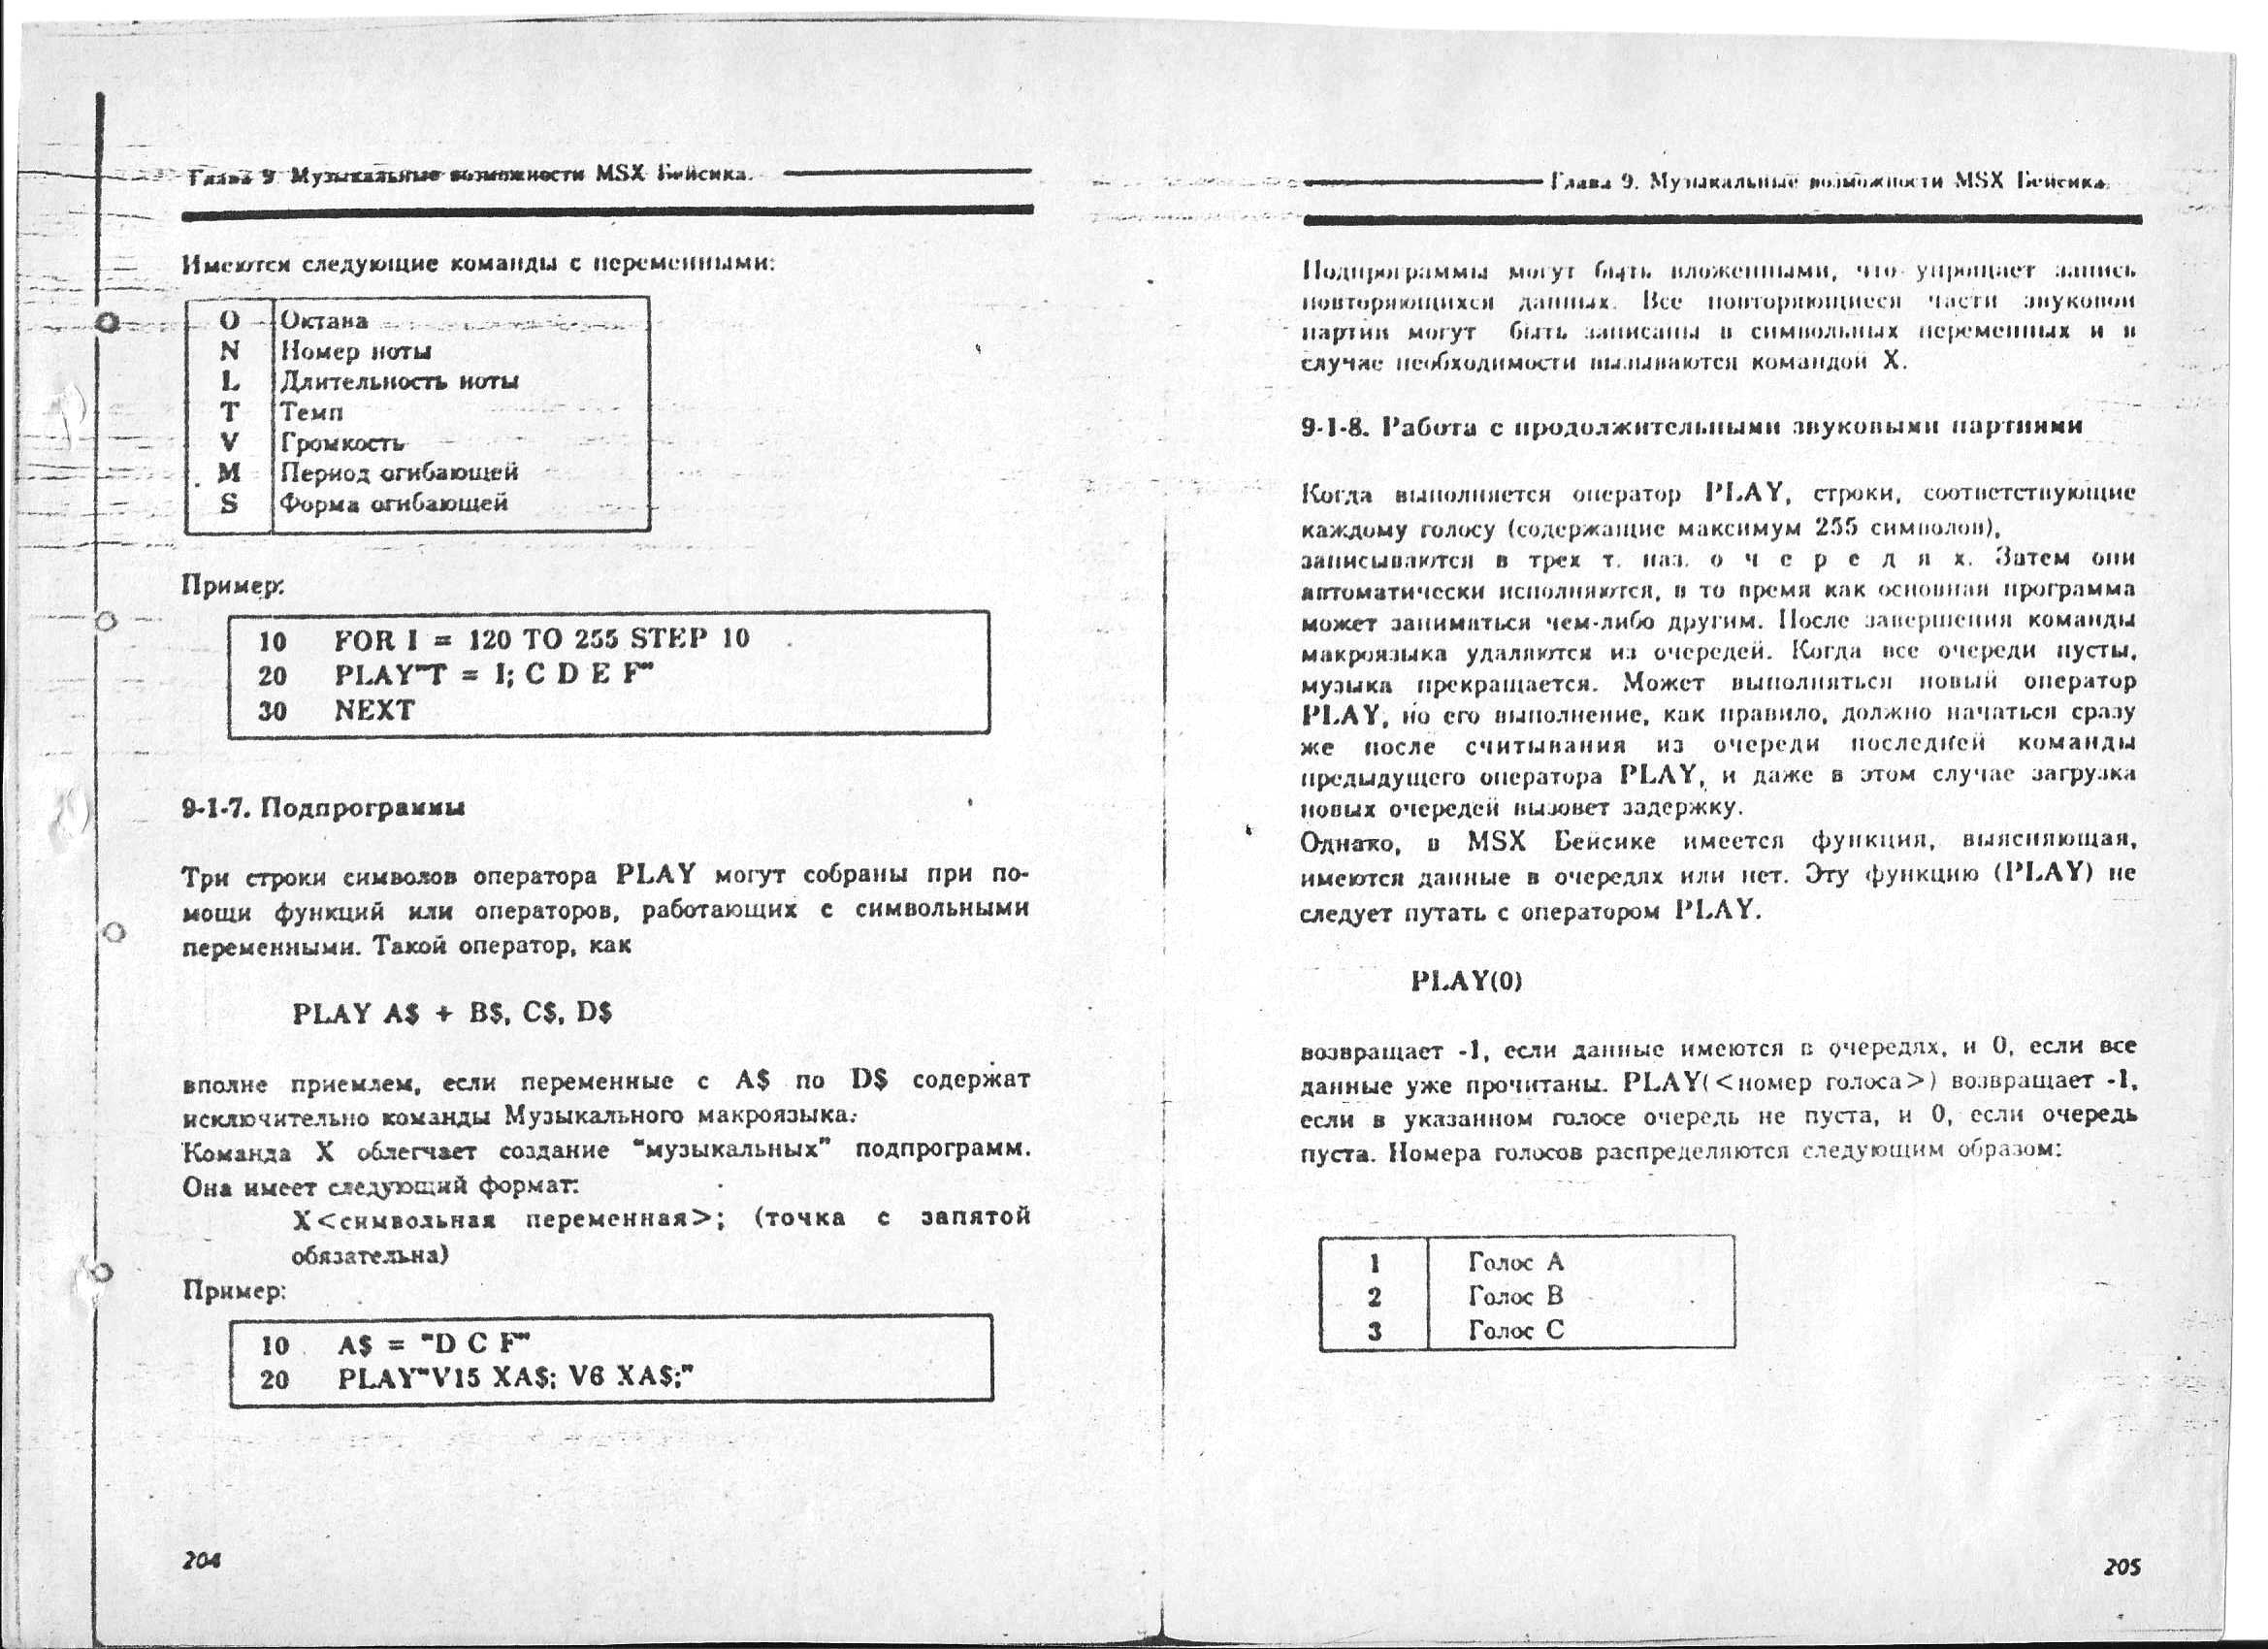 Глава 9 Музыкальные возможности MSX Бейсика.
Имеются следующие команды с переменными:
O Октава
N Номер ноты
L Длительность ноты
T Темп
V Громкость
M Период огибающей
S Форма огибающей
Пример:
10 FOR I = 120 TO 255 STEP 10
20 PLAY"T = I; C D E F"
30 NEXT
9-1-7. Подпрограммы
Три строки символов оператора PLAY могут собраны при по-
мощи функций или операторов, работающих с символьными
переменными. Такой оператор, как
PLAY A$ + B$, C$, D$
вполне приемлем, если переменные с A$ по D$ содержат
исключительно команды Музыкального макроязыка.
Команда X облегчает создание "музыкальных" подпрограмм.
Она имеет следующий формат:
X<символьная переменная>; (точка с запятой
обязательна)
Пример:
10 A$ = "D C F"
20 PLAY"V15 XA$; V6 XA$;"
204
Глава 9. Музыкальные возможности MSX Бейсика.
Подпрограммы могут быть вложенными, что упрощает запись
повторяющихся данных. Все повторяющиеся части звуковой
партии могут быть записаны в символьных переменных и в
случае необходимости вызываются командой X.
9-1-8. Работа с продолжительными звуковыми партиями
Когда выполняется оператор PLAY, строки, соответствующие
каждому голосу (содержащие максимум 255 символов),
записываются в трех т. наз. о ч е р е д я х. Затем они
автоматически исполняются, в то время как основная программа
может заниматься чем-либо другим. После завершения команды
макроязыка удаляются из очередей. Когда все очереди пусты,
музыка прекращается. Может выполняться новый оператор
PLAY, но его выполнение, как правило, должно начаться сразу
же после считывания из очереди последней команды
предыдущего оператора PLAY, и даже в этом случае загрузка
новых очередей вызовет задержку.
Однако, в MSX Бейсике имеется функция, выясняющая,
имеются данные в очередях или нет. Эту функцию (PLAY) не
следует путать с оператором PLAY.
PLAY(0)
возвращает -1, если данные имеются в очередях, и 0, если все
данные уже прочитаны. PLAY(<номер голоса>) возвращает -1,
если в указанном голосе очередь не пуста, и 0, если очередь
пуста. Номера голосов распределяются следующим образом:
1 Голос A
2 Голос B
3 Голос C
205